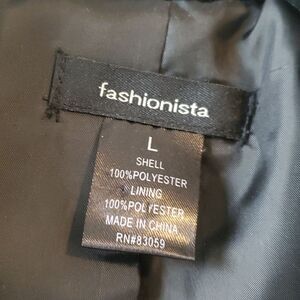 fashionista
L
SHELL
100%POLYESTER
LINING
100%POLYESTER
MADE IN CHINA
RN#83059